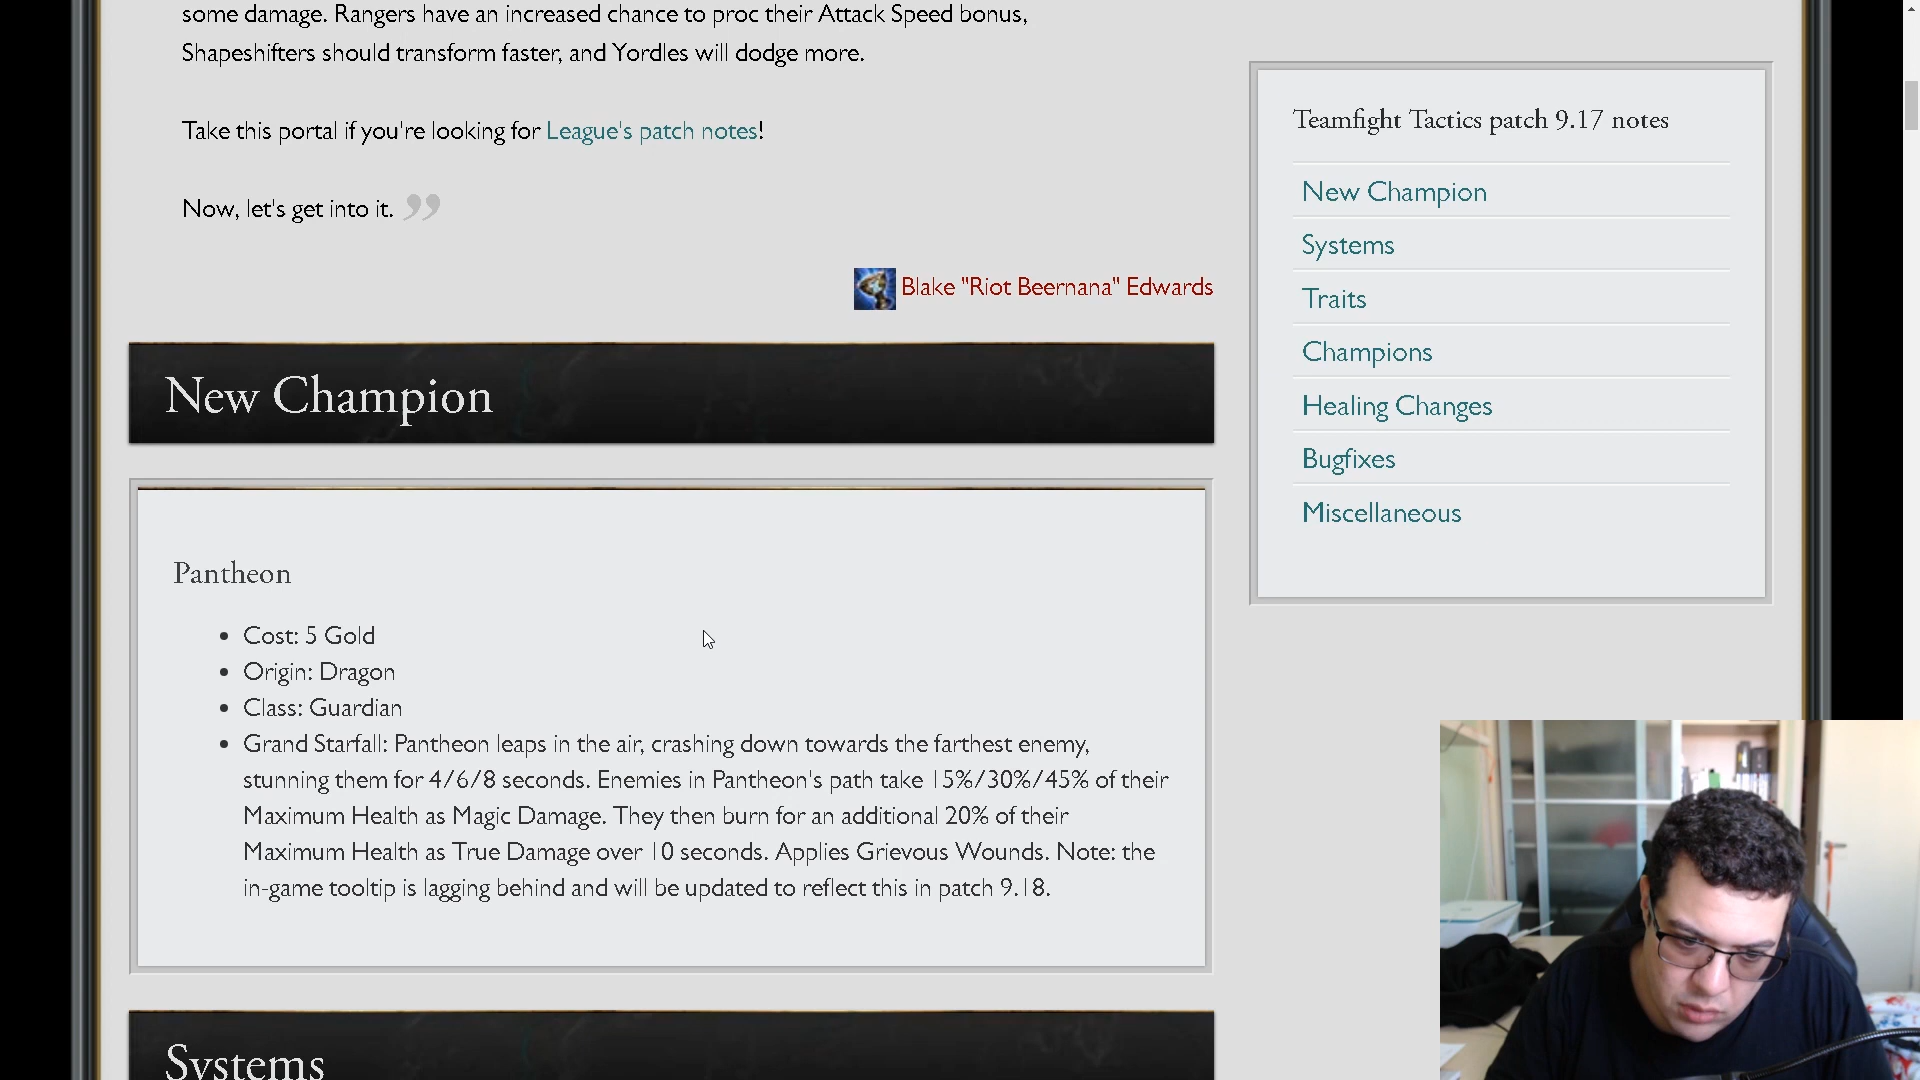 some damage. Rangers have an increased chance to proc their Attack Speed bonus,
Shapeshifters should transform faster, and Yordles will dodge more.
Take this portal if you're looking for League's patch notes!
Now, let's get into it. ”
Blake "Riot Beernana" Edwards
New Champion
Pantheon
• Cost: 5 Gold
• Origin: Dragon
• Class: Guardian
• Grand Starfall: Pantheon leaps in the air, crashing down towards the farthest enemy,
stunning them for 4/6/8 seconds. Enemies in Pantheon's path take 15%/30%/45% of their
Maximum Health as Magic Damage. They then burn for an additional 20% of their
Maximum Health as True Damage over 10 seconds. Applies Grievous Wounds. Note: the
in-game tooltip is lagging behind and will be updated to reflect this in patch 9.18.
Systems
Teamfight Tactics patch 9.17 notes
New Champion
Systems
Traits
Champions
Healing Changes
Bugfixes
Miscellaneous